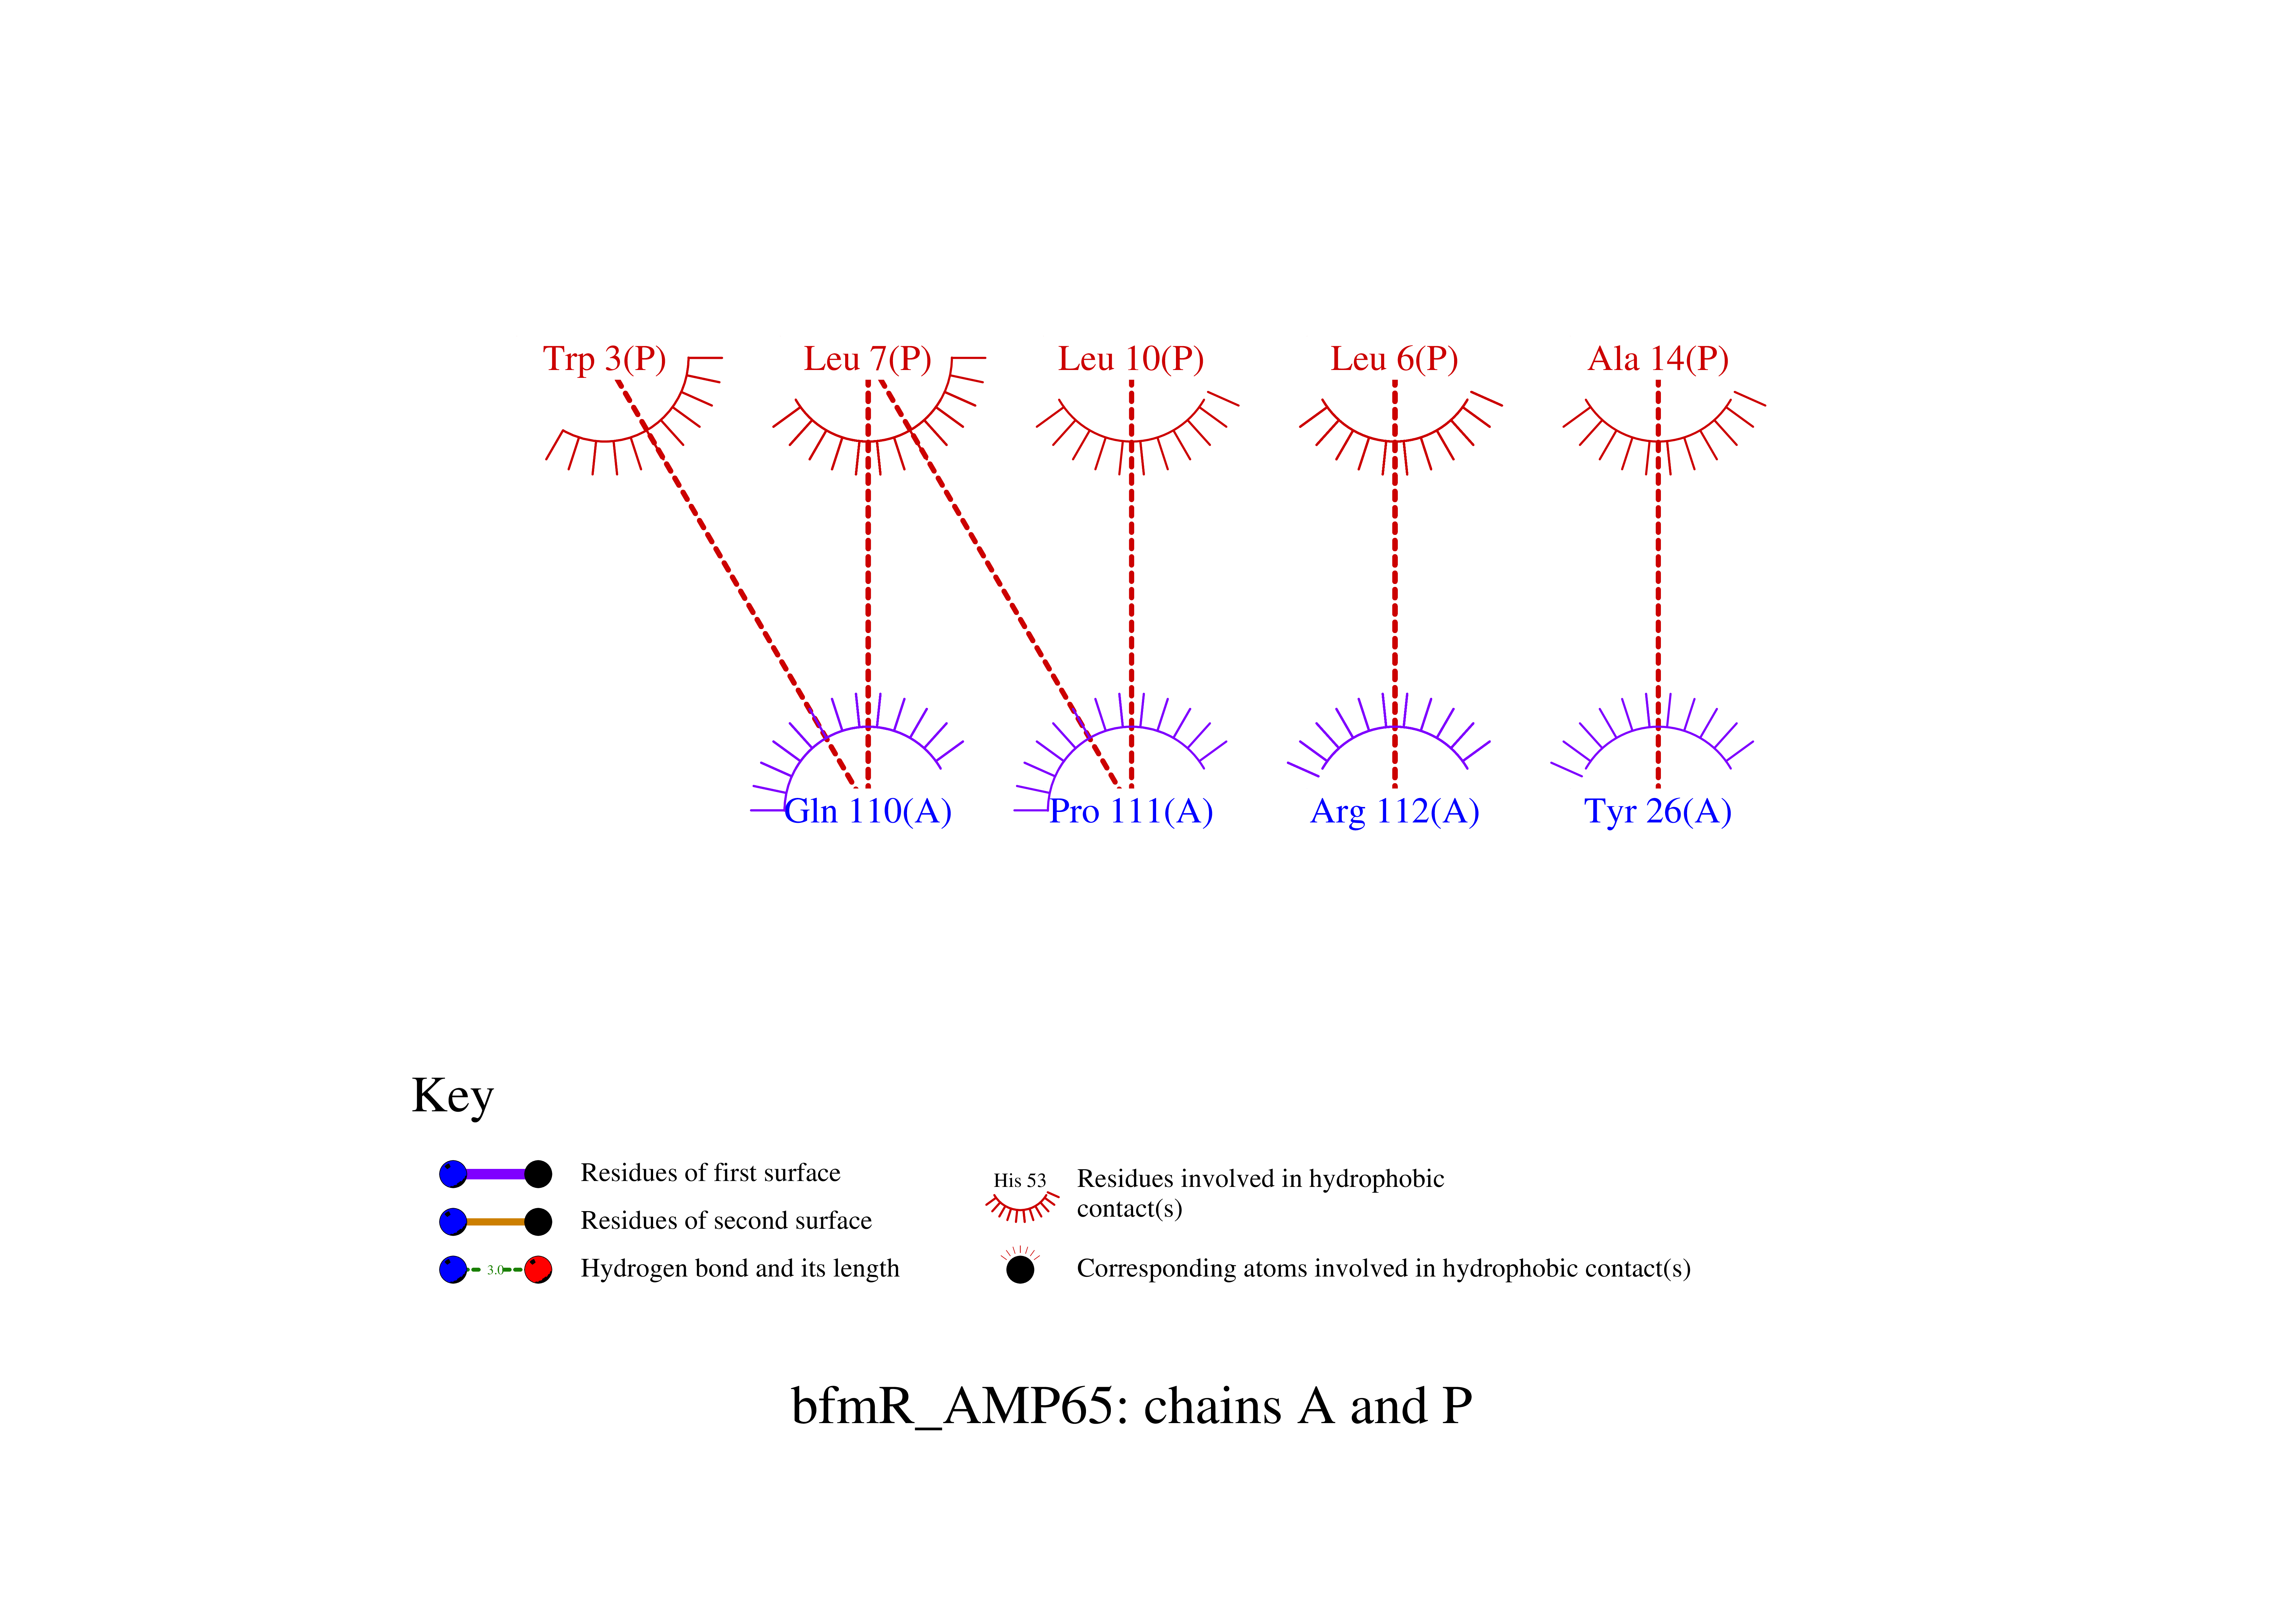 Trp 3(P) Leu 7(P) Leu 10(P) Leu 6(P) Ala 14(P)
Gln 110(A) Pro 111(A) Arg 112(A) Tyr 26(A)
Key
Residues of first surface
Residues of second surface
3.0 Hydrogen bond and its length
His 53 Residues involved in hydrophobic
contact(s)
Corresponding atoms involved in hydrophobic contact(s)
bfmR_AMP65: chains A and P